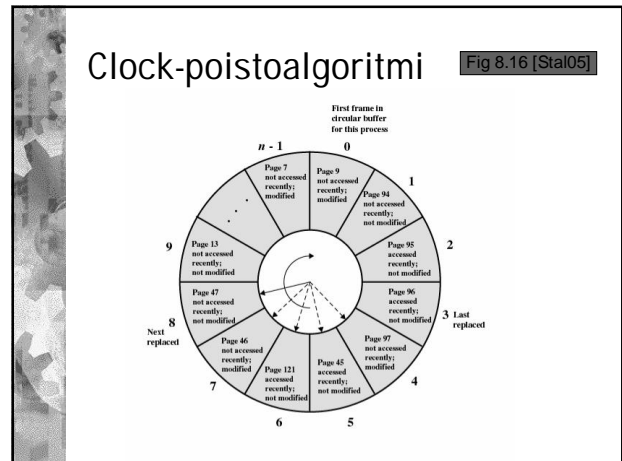 Clock-poistoalgoritmi
Fig 8.16 [Stal05]
First frame in
circular buffer
for this process
n - 1
0
Page 7
not accessed
recently;
modified
Page 9
not accessed
recently;
modified
1
Page 94
not accessed
recently;
not modified
2
Page 95
accessed
recently;
not modified
3
Last
replaced
Page 96
accessed
recently;
not modified
4
Page 97
not accessed
recently;
modified
5
Page 45
accessed
recently;
not modified
6
Page 121
accessed
recently;
not modified
7
Page 46
not accessed
recently;
modified
8
Next
replaced
Page 47
not accessed
recently;
not modified
9
Page 13
not accessed
recently;
not modified
. . .